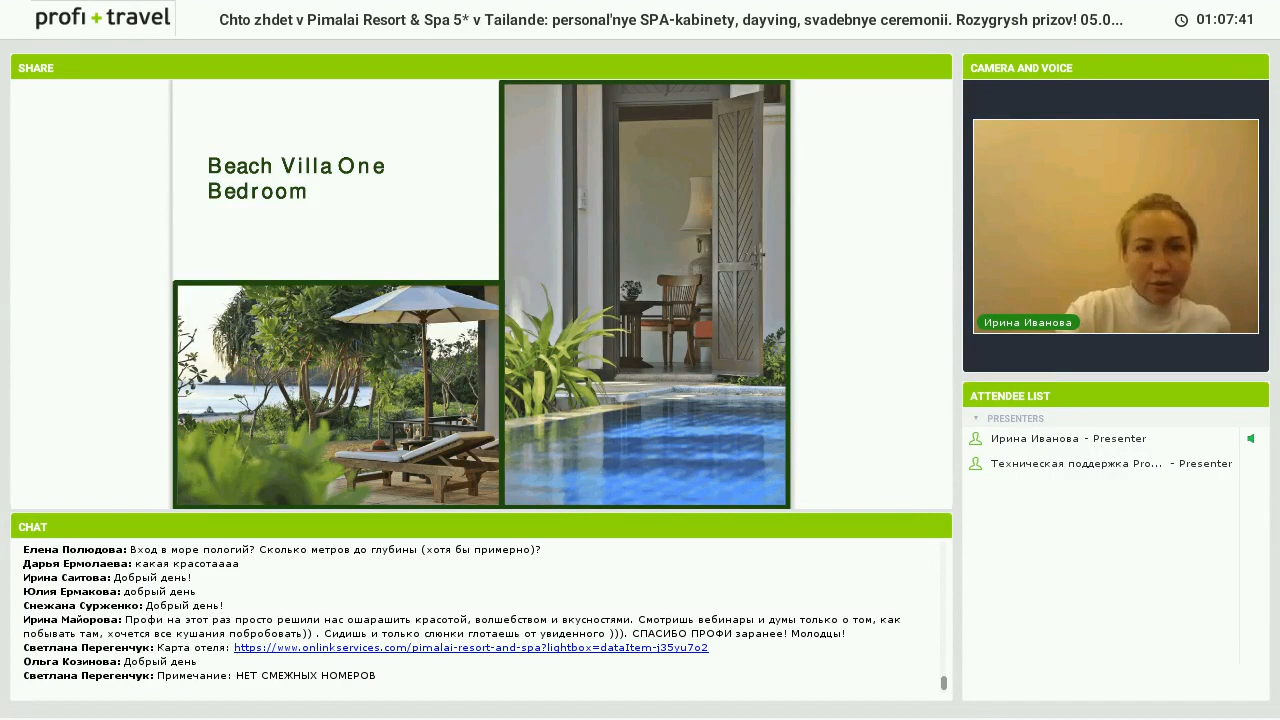 profi + travel
Chto zhdet v Pimalai Resort & Spa 5* v Tailande: personal'nye SPA-kabinety, dayving, svadebnye ceremonii. Rozygrysh prizov! 05.0...
01:07:41
SHARE
Beach Villa One
Bedroom
CAMERA AND VOICE
Ирина Иванова
ATTENDEE LIST
PRESENTERS
Ирина Иванова - Presenter
Техническая поддержка Pro... - Presenter
CHAT
Елена Полюдова: Вход в море пологий? Сколько метров до глубины (хотя бы примерно)?
Дарья Ермолаева: какая красотаааа
Ирина Саитова: Добрый день!
Юлия Ермакова: добрый день
Снежана Сурженко: Добрый день!
Ирина Майорова: Профи на этот раз просто решили нас ошарашить красотой, волшебством и вкусностями. Смотришь вебинары и думы только о том, как
побывать там, хочется все кушания побробовать)) . Сидишь и только слюнки глотаешь от увиденного ))). СПАСИБО ПРОФИ заранее! Молодцы!
Светлана Перегенчук: Карта отеля: https://www.onlinkservices.com/pimalai-resort-and-spa?lightbox=dataItem-j35yu7o2
Ольга Козинова: Добрый день
Светлана Перегенчук: Примечание: НЕТ СМЕЖНЫХ НОМЕРОВ